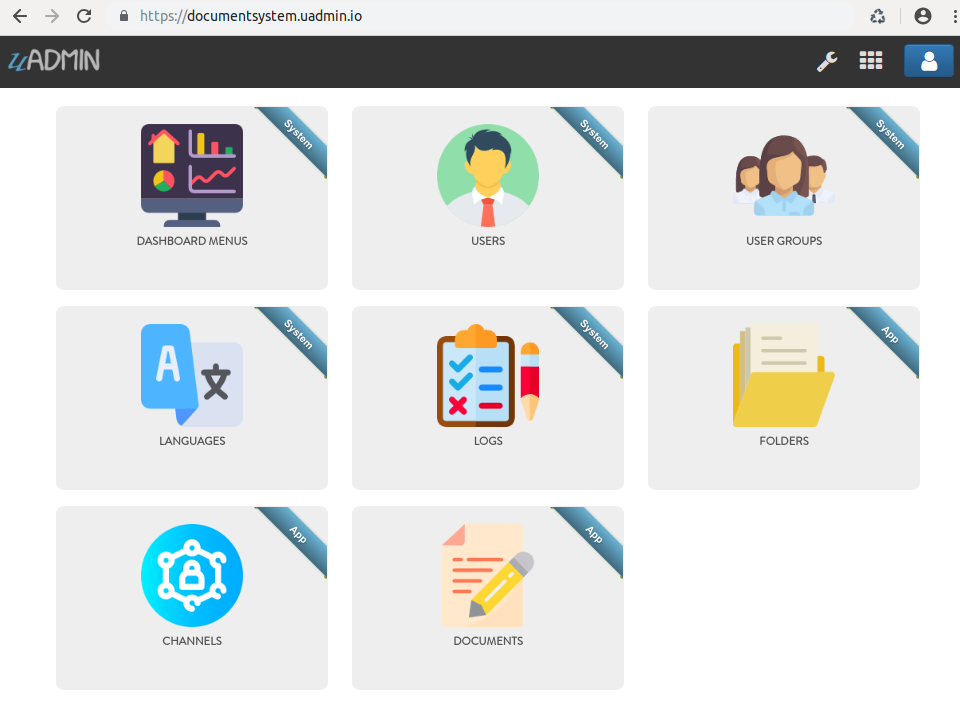 https://documentsystem.uadmin.io
uADMIN
System
DASHBOARD MENUS
System
USERS
System
USER GROUPS
System
A 文
LANGUAGES
System
LOGS
App
FOLDERS
App
CHANNELS
App
DOCUMENTS